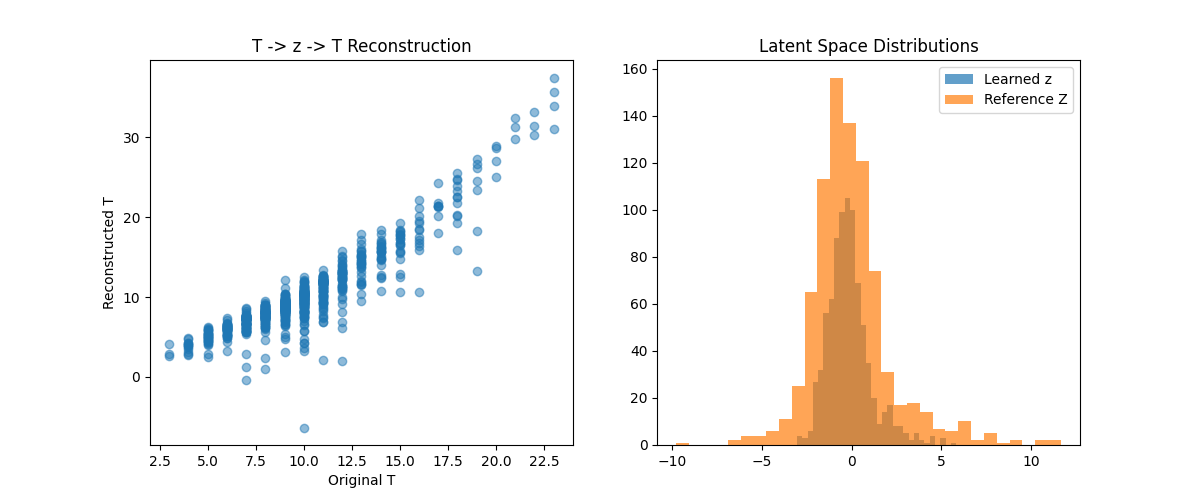 T -> z -> T Reconstruction
Reconstructed T
30
20
10
0
2.5 5.0 7.5 10.0 12.5 15.0 17.5 20.0 22.5
Original T
Latent Space Distributions
Learned z
Reference Z
160
140
120
100
80
60
40
20
0
−10 −5 0 5 10